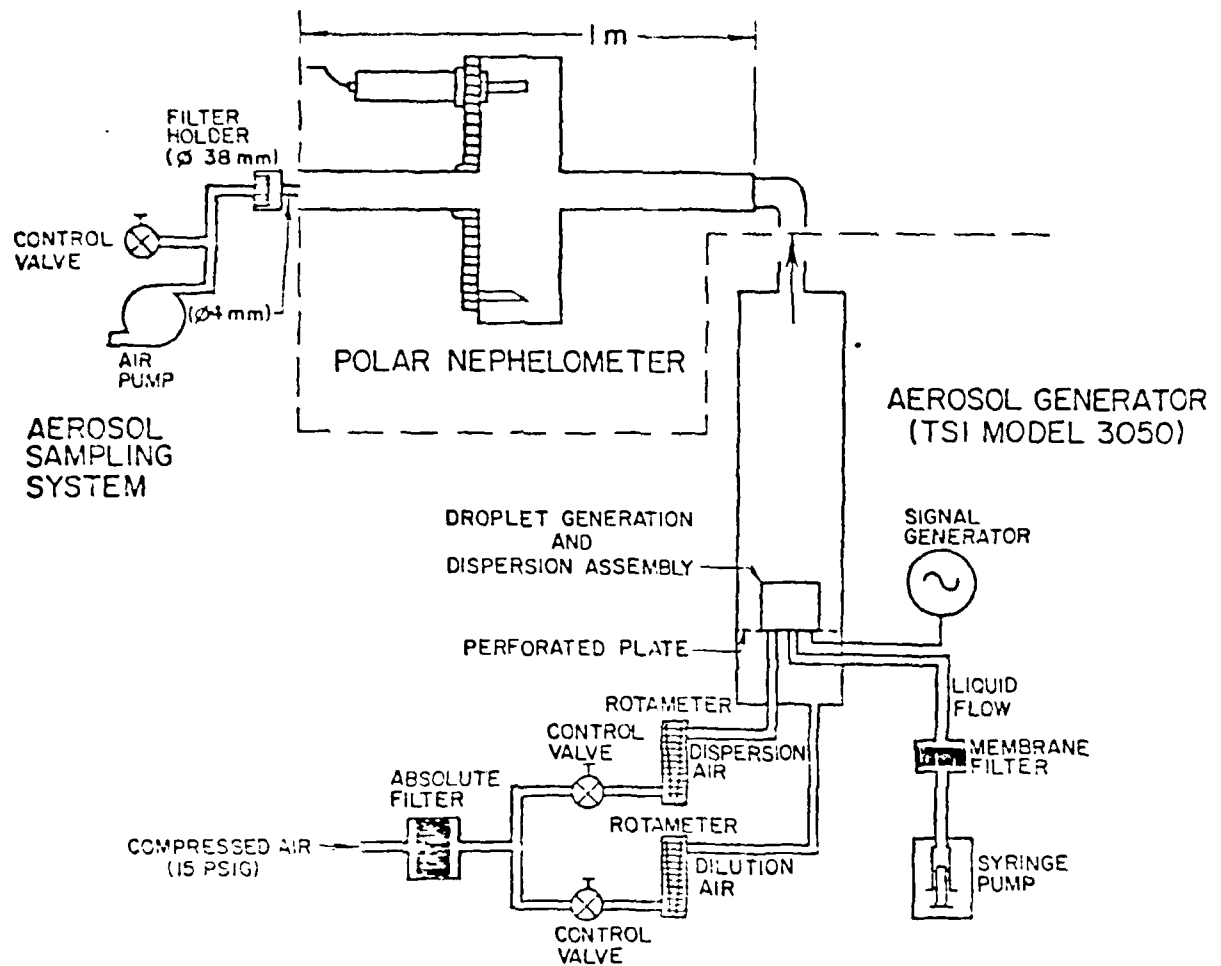 1 m
FILTER
HOLDER
(Ø 38 mm)
CONTROL
VALVE
(Ø4 mm)
AIR
PUMP
POLAR NEPHELOMETER
AEROSOL
SAMPLING
SYSTEM
AEROSOL GENERATOR
(TSI MODEL 3050)
DROPLET GENERATION
AND
DISPERSION ASSEMBLY
SIGNAL
GENERATOR
PERFORATED PLATE
LIQUID
FLOW
ROTAMETER
CONTROL
VALVE
DISPERSION
AIR
MEMBRANE
FILTER
ABSOLUTE
FILTER
ROTAMETER
COMPRESSED AIR
(15 PSIG)
DILUTION
AIR
SYRINGE
PUMP
CONTROL
VALVE